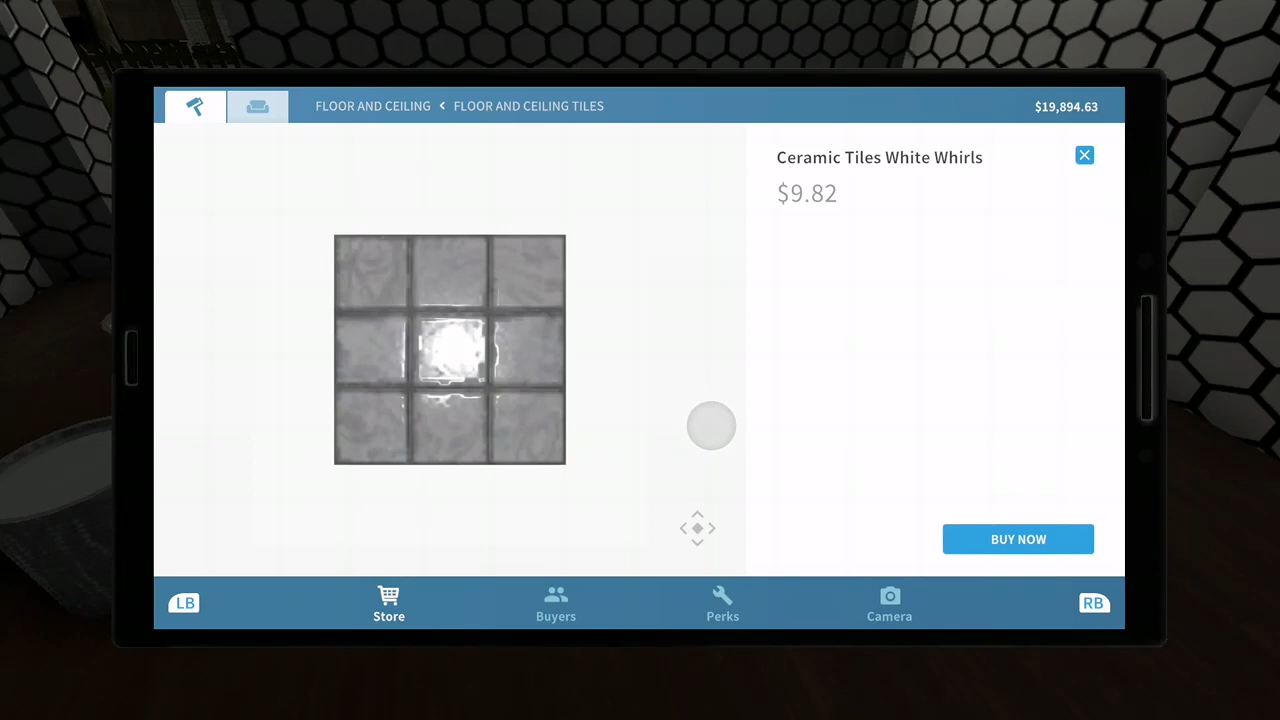 FLOOR AND CEILING < FLOOR AND CEILING TILES
$19,894.63
Ceramic Tiles White Whirls
$9.82
BUY NOW
LB
Store
Buyers
Perks
Camera
RB